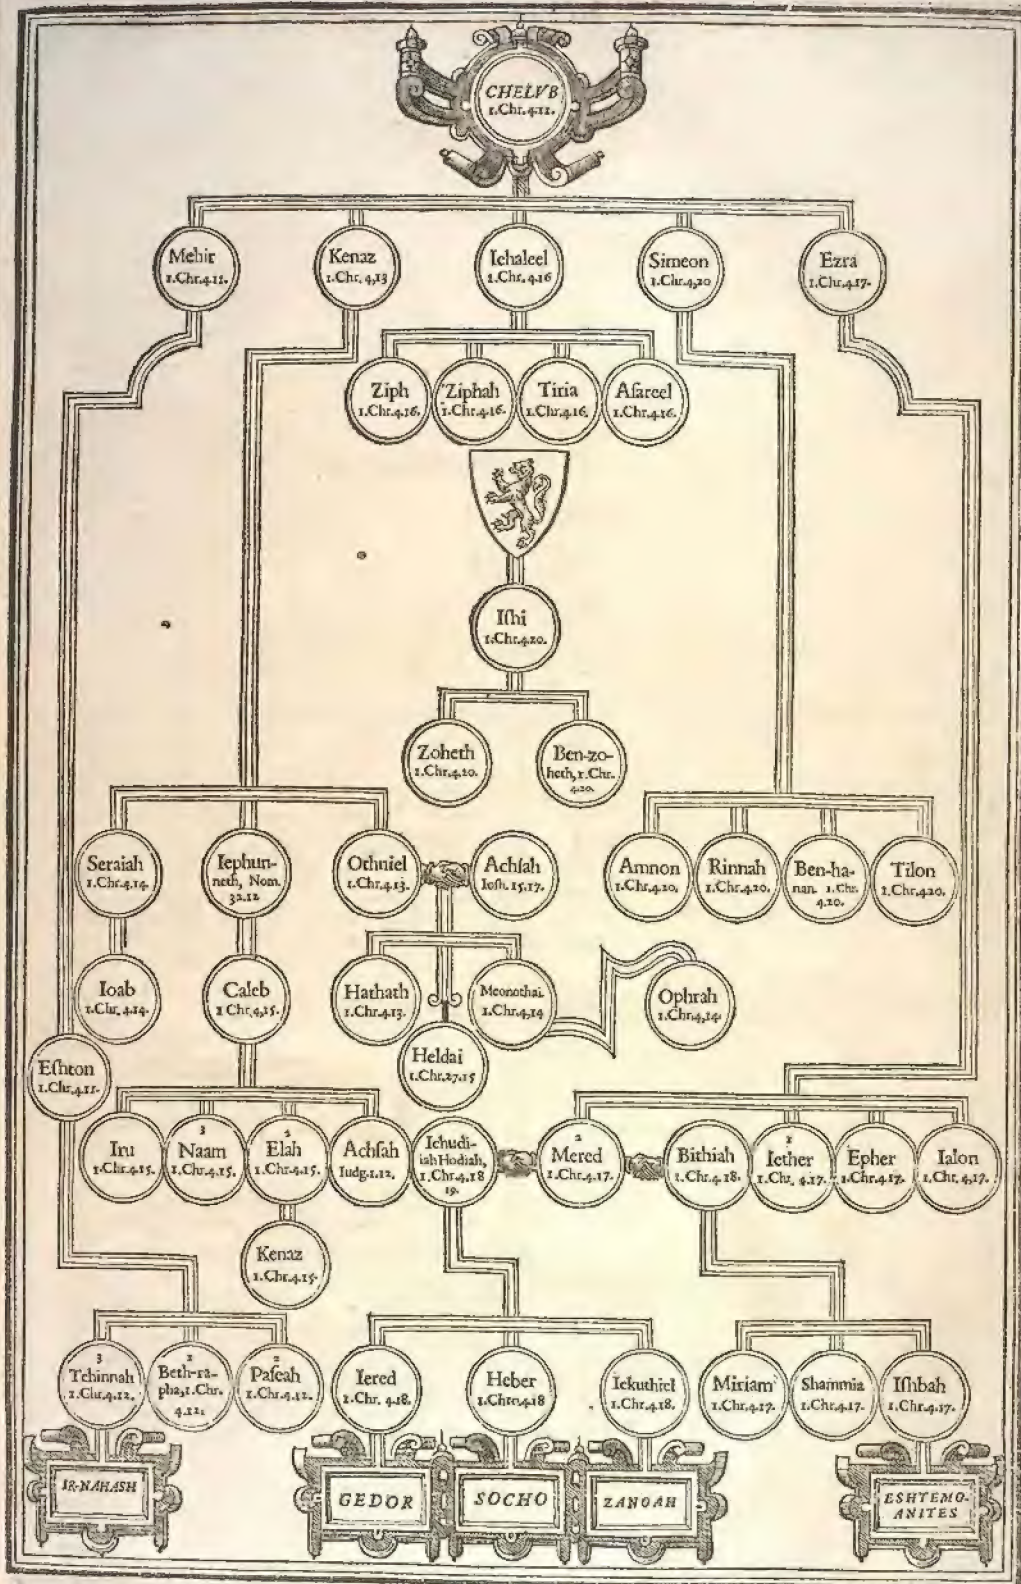 CHELVB
1.Chr.4.11.
Mehir
1.Chr.4.11.
Kenaz
1.Chr.4,13
Iehaleel
1.Chr.4.16
Simeon
1.Chr.4,20
Ezra
1.Chr.4.17.
Ziph
1.Chr.4.16.
Ziphah
1.Chr.4.16.
Tiria
1.Chr.4.16.
Asareel
1.Chr.4.16.
Iſhi
1.Chr.4.20.
Zoheth
1.Chr.4.20.
Ben-zo-
heth, 1.Chr.
4.20.
Seraiah
1.Chr.4.14.
Iephun-
neth, Nom.
32.12
Othniel
1.Chr.4.13.
Achſah
Ioſh. 15.17.
Amnon
1.Chr.4.20.
Rinnah
1.Chr.4.20.
Ben-ha-
nan. 1.Chr.
4.20.
Tilon
1.Chr.4.20.
Ioab
1.Chr.4.14.
Caleb
1 Chr.4,15.
Hathath
1.Chr.4.13.
Meonothai
1.Chr.4,14
Ophrah
1.Chr.4,14.
Heldai
1.Chr.27.15
Eſhton
1.Chr.4.11.
Iru
1.Chr.4.15.
3
Naam
1.Chr.4.15.
2
Elah
1.Chr.4.15.
Achſah
Iudg.1.12.
Iehudi-
iah Hodiah,
1.Chr.4.18
19.
2
Mered
1.Chr.4.17.
Bithiah
1.Chr.4.18.
1
Iether
1.Chr. 4.17.
3
Epher
1.Chr.4.17.
Ialon
1.Chr.4,17.
Kenaz
1.Chr.4.15.
3
Tehinnah
1.Chr.4.12.
1
Beth-ra-
pha, 1.Chr.
4.12.
2
Paſeah
1.Chr.4.12.
Iered
1.Chr. 4.18.
Heber
1.Chr.4.18
Iekuthiel
1.Chr.4.18.
Miriam
1.Chr.4.17.
Shammia
1.Chr.4.17.
Iſhbah
1.Chr.4.17.
IR-NAHASH
GEDOR
SOCHO
ZANOAH
ESHTEMO-
ANITES